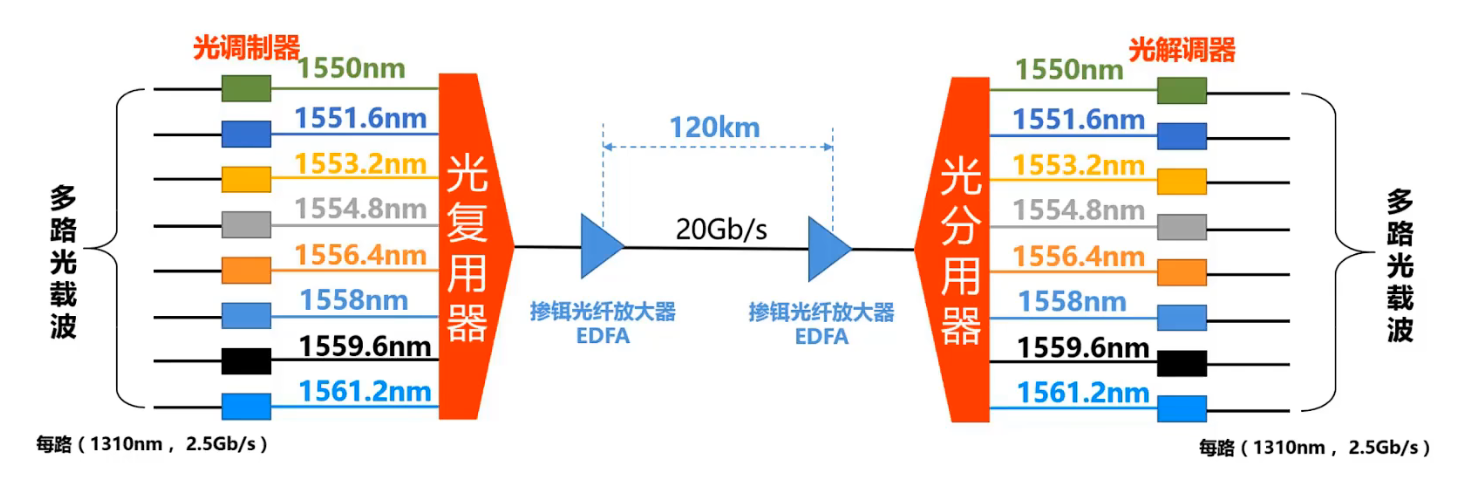 光调制器
1550nm
1551.6nm
1553.2nm
1554.8nm
1556.4nm
1558nm
1559.6nm
1561.2nm
多路光载波
每路（1310nm ，2.5Gb/s）
光复用器
120km
20Gb/s
掺铒光纤放大器
EDFA
掺铒光纤放大器
EDFA
光分用器
光解调器
1550nm
1551.6nm
1553.2nm
1554.8nm
1556.4nm
1558nm
1559.6nm
1561.2nm
多路光载波
每路（1310nm ，2.5Gb/s）